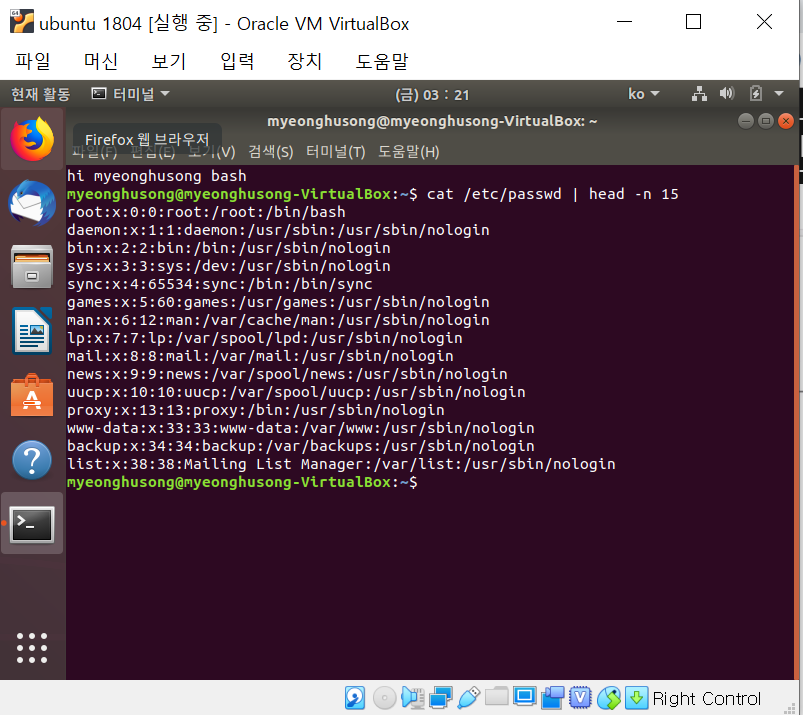 ubuntu 1804 [실행 중] - Oracle VM VirtualBox
파일 머신 보기 입력 장치 도움말
현재 활동 터미널 (금) 03 : 21 ko
myeonghusong@myeonghusong-VirtualBox: ~
Firefox 웹 브라우저
파일(F) 편집(E) 보기(V) 검색(S) 터미널(T) 도움말(H)
hi myeonghusong bash
myeonghusong@myeonghusong-VirtualBox:~$ cat /etc/passwd | head -n 15
root:x:0:0:root:/root:/bin/bash
daemon:x:1:1:daemon:/usr/sbin:/usr/sbin/nologin
bin:x:2:2:bin:/bin:/usr/sbin/nologin
sys:x:3:3:sys:/dev:/usr/sbin/nologin
sync:x:4:65534:sync:/bin:/bin/sync
games:x:5:60:games:/usr/games:/usr/sbin/nologin
man:x:6:12:man:/var/cache/man:/usr/sbin/nologin
lp:x:7:7:lp:/var/spool/lpd:/usr/sbin/nologin
mail:x:8:8:mail:/var/mail:/usr/sbin/nologin
news:x:9:9:news:/var/spool/news:/usr/sbin/nologin
uucp:x:10:10:uucp:/var/spool/uucp:/usr/sbin/nologin
proxy:x:13:13:proxy:/bin:/usr/sbin/nologin
www-data:x:33:33:www-data:/var/www:/usr/sbin/nologin
backup:x:34:34:backup:/var/backups:/usr/sbin/nologin
list:x:38:38:Mailing List Manager:/var/list:/usr/sbin/nologin
myeonghusong@myeonghusong-VirtualBox:~$
Right Control